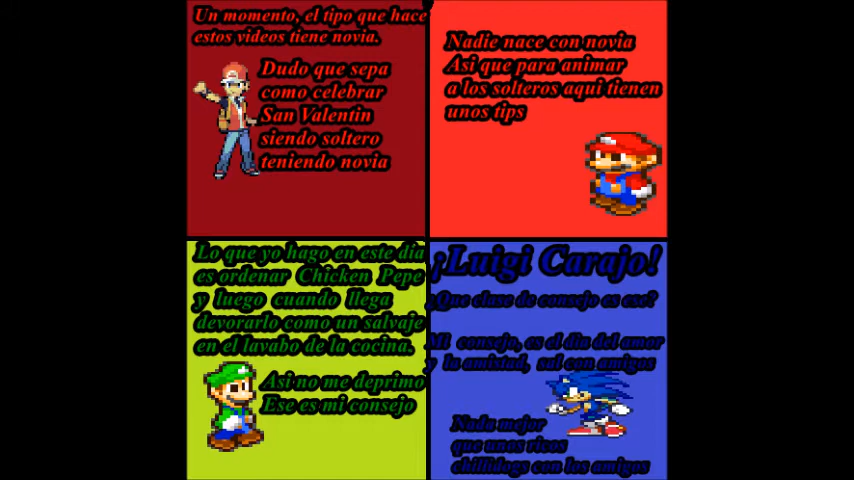 Un momento, el tipo que hace
estos videos tiene novia.
Dudo que sepa
como celebrar
San Valentin
siendo soltero
teniendo novia
Nadie nace con novia
Asi que para animar
a los solteros aqui tienen
unos tips
Lo que yo hago en este dia
es ordenar Chicken Pepe
y luego cuando llega
devorarlo como un salvaje
en el lavabo de la cocina.
Asi no me deprimo
Ese es mi consejo
¡Luigi Carajo!
¿Que clase de consejo es ese?
Mi consejo, es el dia del amor
y la amistad, sal con amigos
Nada mejor
que unos ricos
chillidogs con los amigos